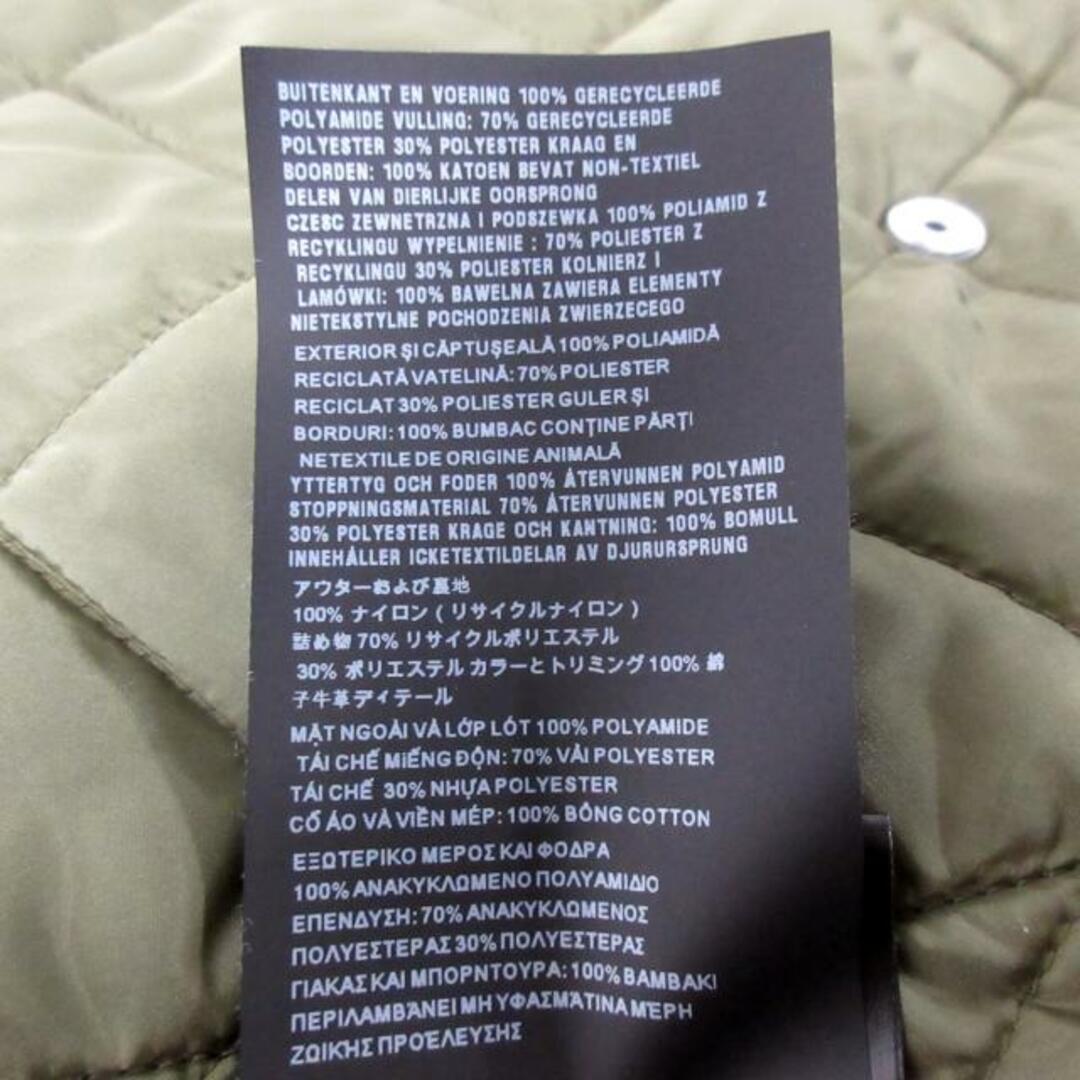 BUITENKANT EN VOERING 100% GERECYCLEERDE
POLYAMIDE VULLING: 70% GERECYCLEERDE
POLYESTER 30% POLYESTER KRAAG EN
BOORDEN: 100% KATOEN BEVAT NON-TEXTIEL
DELEN VAN DIERLIJKE OORSPRONG
CZESC ZEWNETRZNA I PODSZEWKA 100% POLIAMID Z
RECYKLINGU WYPELNIENIE : 70% POLIESTER Z
RECYKLINGU 30% POLIESTER KOLNIERZ I
LAMÓWKI: 100% BAWELNA ZAWIERA ELEMENTY
NIETEKSTYLNE POCHODZENIA ZWIERZECEGO
EXTERIOR ȘI CĂPTUȘEALĂ 100% POLIAMIDĂ
RECICLATĂ VATELINĂ: 70% POLIESTER
RECICLAT 30% POLIESTER GULER ȘI
BORDURI: 100% BUMBAC CONȚINE PĂRȚI
NETEXTILE DE ORIGINE ANIMALĂ
YTTERTYG OCH FODER 100% ÅTERVUNNEN POLYAMID
STOPPNINGSMATERIAL 70% ÅTERVUNNEN POLYESTER
30% POLYESTER KRAGE OCH KANTNING: 100% BOMULL
INNEHÅLLER ICKETEXTILDELAR AV DJURURSPRUNG
アウターおよび裏地
100% ナイロン ( リサイクルナイロン )
詰め物 70% リサイクルポリエステル
30% ポリエステル カラーとトリミング 100% 綿
子牛革ディテール
MẶT NGOÀI VÀ LỚP LÓT 100% POLYAMIDE
TÁI CHẾ MIẾNG ĐỘN: 70% VẢI POLYESTER
TÁI CHẾ 30% NHỰA POLYESTER
CỔ ÁO VÀ VIỀN MÉP: 100% BÔNG COTTON
ΕΞΩΤΕΡΙΚΟ ΜΕΡΟΣ ΚΑΙ ΦΟΔΡΑ
100% ΑΝΑΚΥΚΛΩΜΕΝΟ ΠΟΛΥΑΜΙΔΙΟ
ΕΠΕΝΔΥΣΗ: 70% ΑΝΑΚΥΚΛΩΜΕΝΟΣ
ΠΟΛΥΕΣΤΕΡΑΣ 30% ΠΟΛΥΕΣΤΕΡΑΣ
ΓΙΑΚΑΣ ΚΑΙ ΜΠΟΡΝΤΟΥΡΑ: 100% ΒΑΜΒΑΚΙ
ΠΕΡΙΛΑΜΒΆΝΕΙ ΜΗ ΥΦΑΣΜΆΤΙΝΑ ΜΈΡΗ
ΖΩΙΚΉΣ ΠΡΟΈΛΕΥΣΗΣ